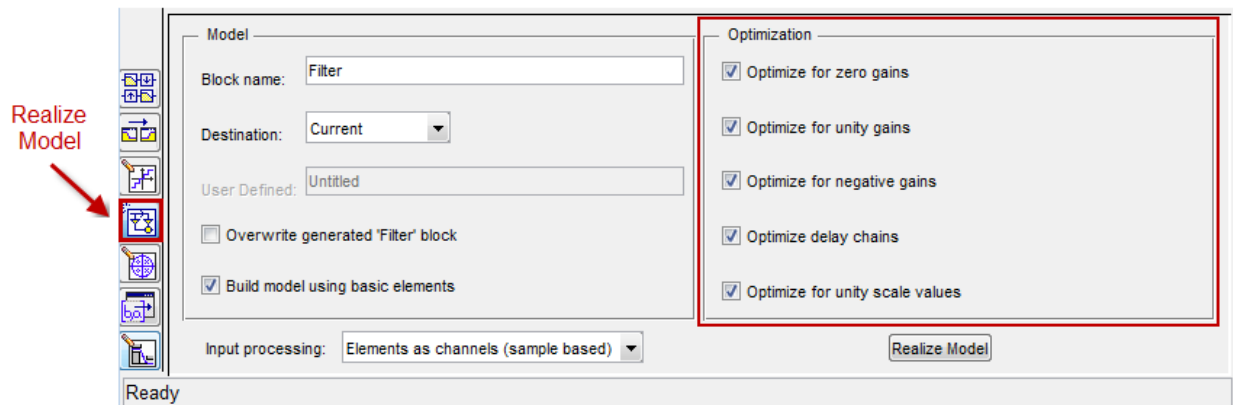 Realize
Model
Model
Block name:
Filter
Destination:
Current
User Defined:
Untitled
Overwrite generated 'Filter' block
Build model using basic elements
Input processing:
Elements as channels (sample based)
Optimization
Optimize for zero gains
Optimize for unity gains
Optimize for negative gains
Optimize delay chains
Optimize for unity scale values
Realize Model
Ready